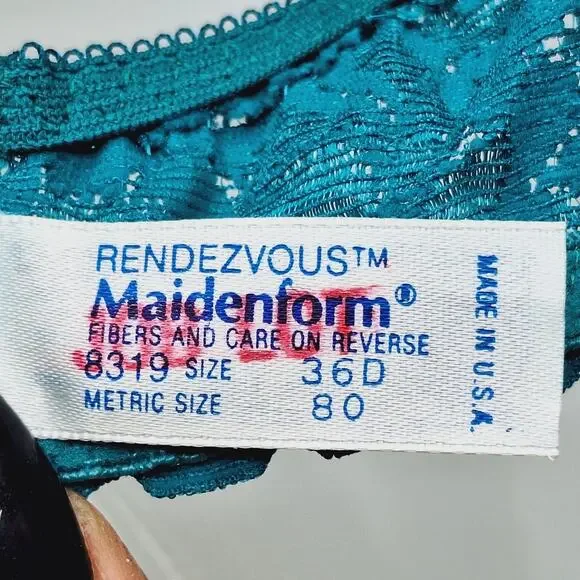 RENDEZVOUS™
Maidenform®
FIBERS AND CARE ON REVERSE
8319 SIZE 36D
METRIC SIZE 80
MADE IN U.S.A.